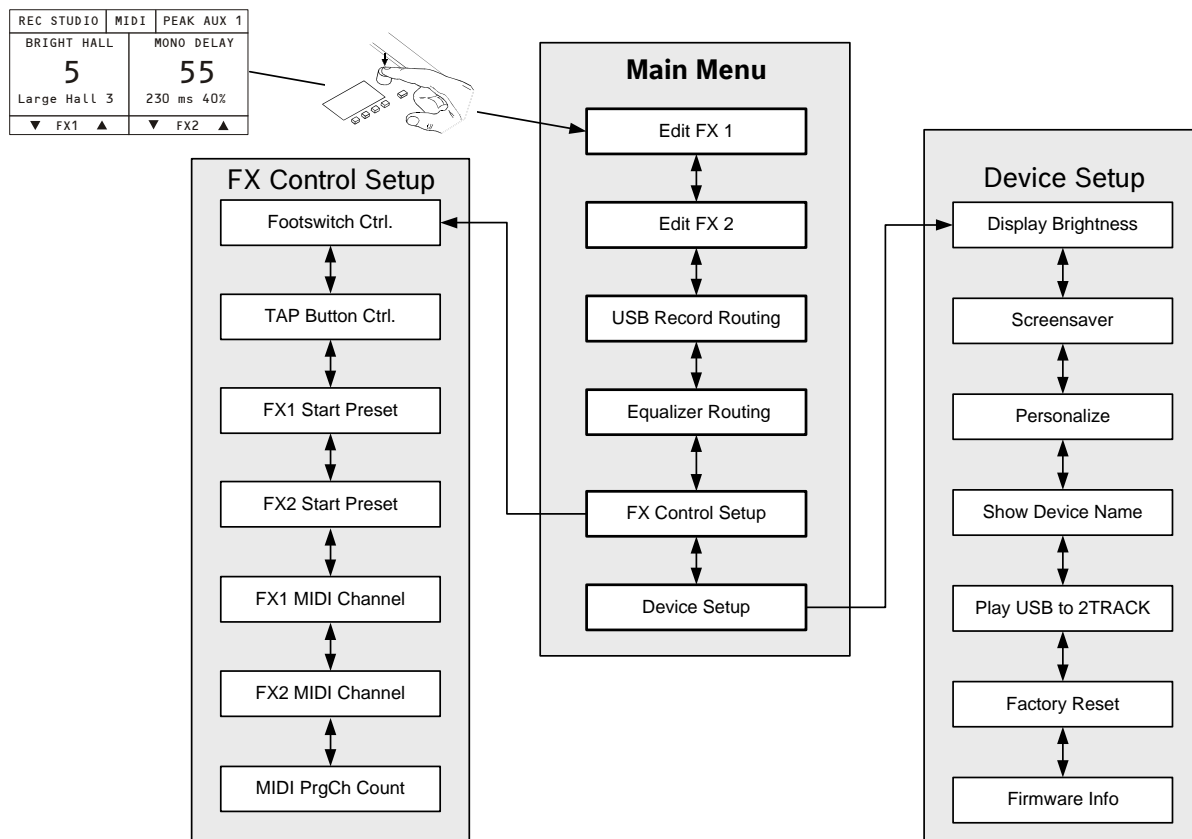 REC STUDIO MIDI PEAK AUX 1
BRIGHT HALL MONO DELAY
5 55
Large Hall 3 230 ms 40%
▼ FX1 ▲ ▼ FX2 ▲
Main Menu
Edit FX 1
Edit FX 2
USB Record Routing
Equalizer Routing
FX Control Setup
Device Setup
FX Control Setup
Footswitch Ctrl.
TAP Button Ctrl.
FX1 Start Preset
FX2 Start Preset
FX1 MIDI Channel
FX2 MIDI Channel
MIDI PrgCh Count
Device Setup
Display Brightness
Screensaver
Personalize
Show Device Name
Play USB to 2TRACK
Factory Reset
Firmware Info